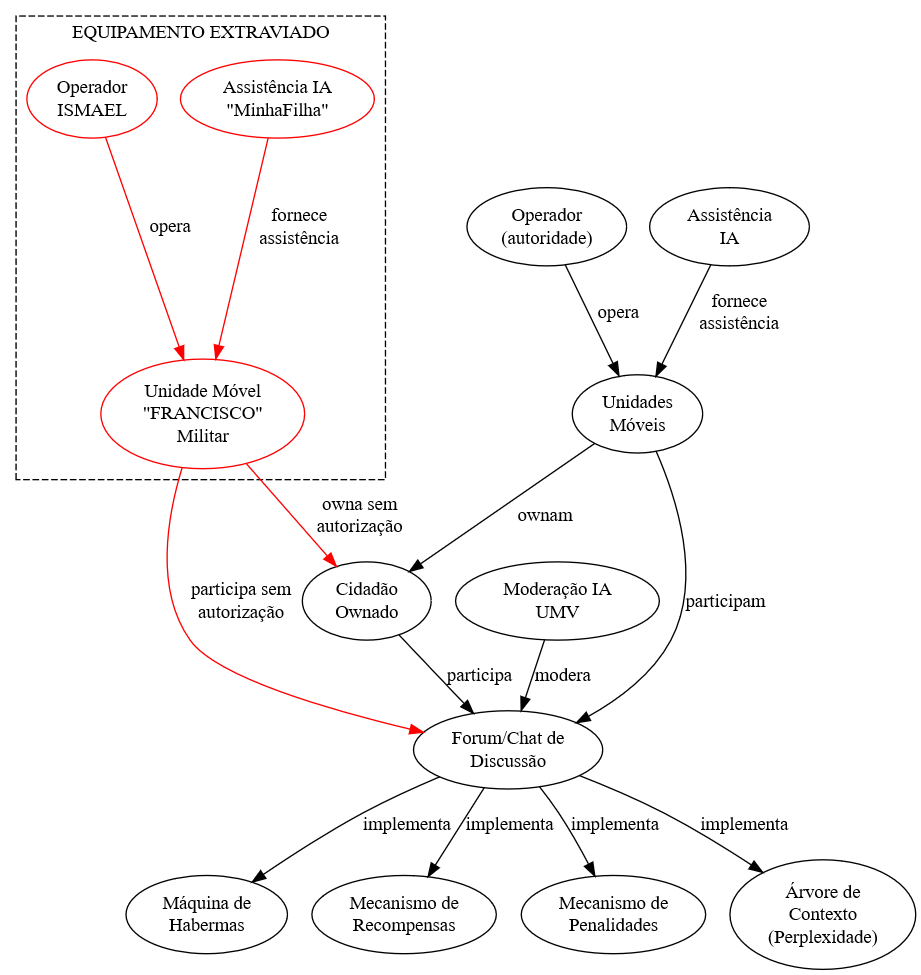 EQUIPAMENTO EXTRAVIADO
Operador
ISMAEL
Assistência IA
"MinhaFilha"
opera
fornece
assistência
Operador
(autoridade)
Assistência
IA
opera
fornece
assistência
Unidade Móvel
"FRANCISCO"
Militar
Unidades
Móveis
owna sem
autorização
ownam
participa sem
autorização
Cidadão
Ownado
Moderação IA
UMV
participam
participa
modera
Forum/Chat de
Discussão
implementa
implementa
implementa
implementa
Máquina de
Habermas
Mecanismo de
Recompensas
Mecanismo de
Penalidades
Árvore de
Contexto
(Perplexidade)